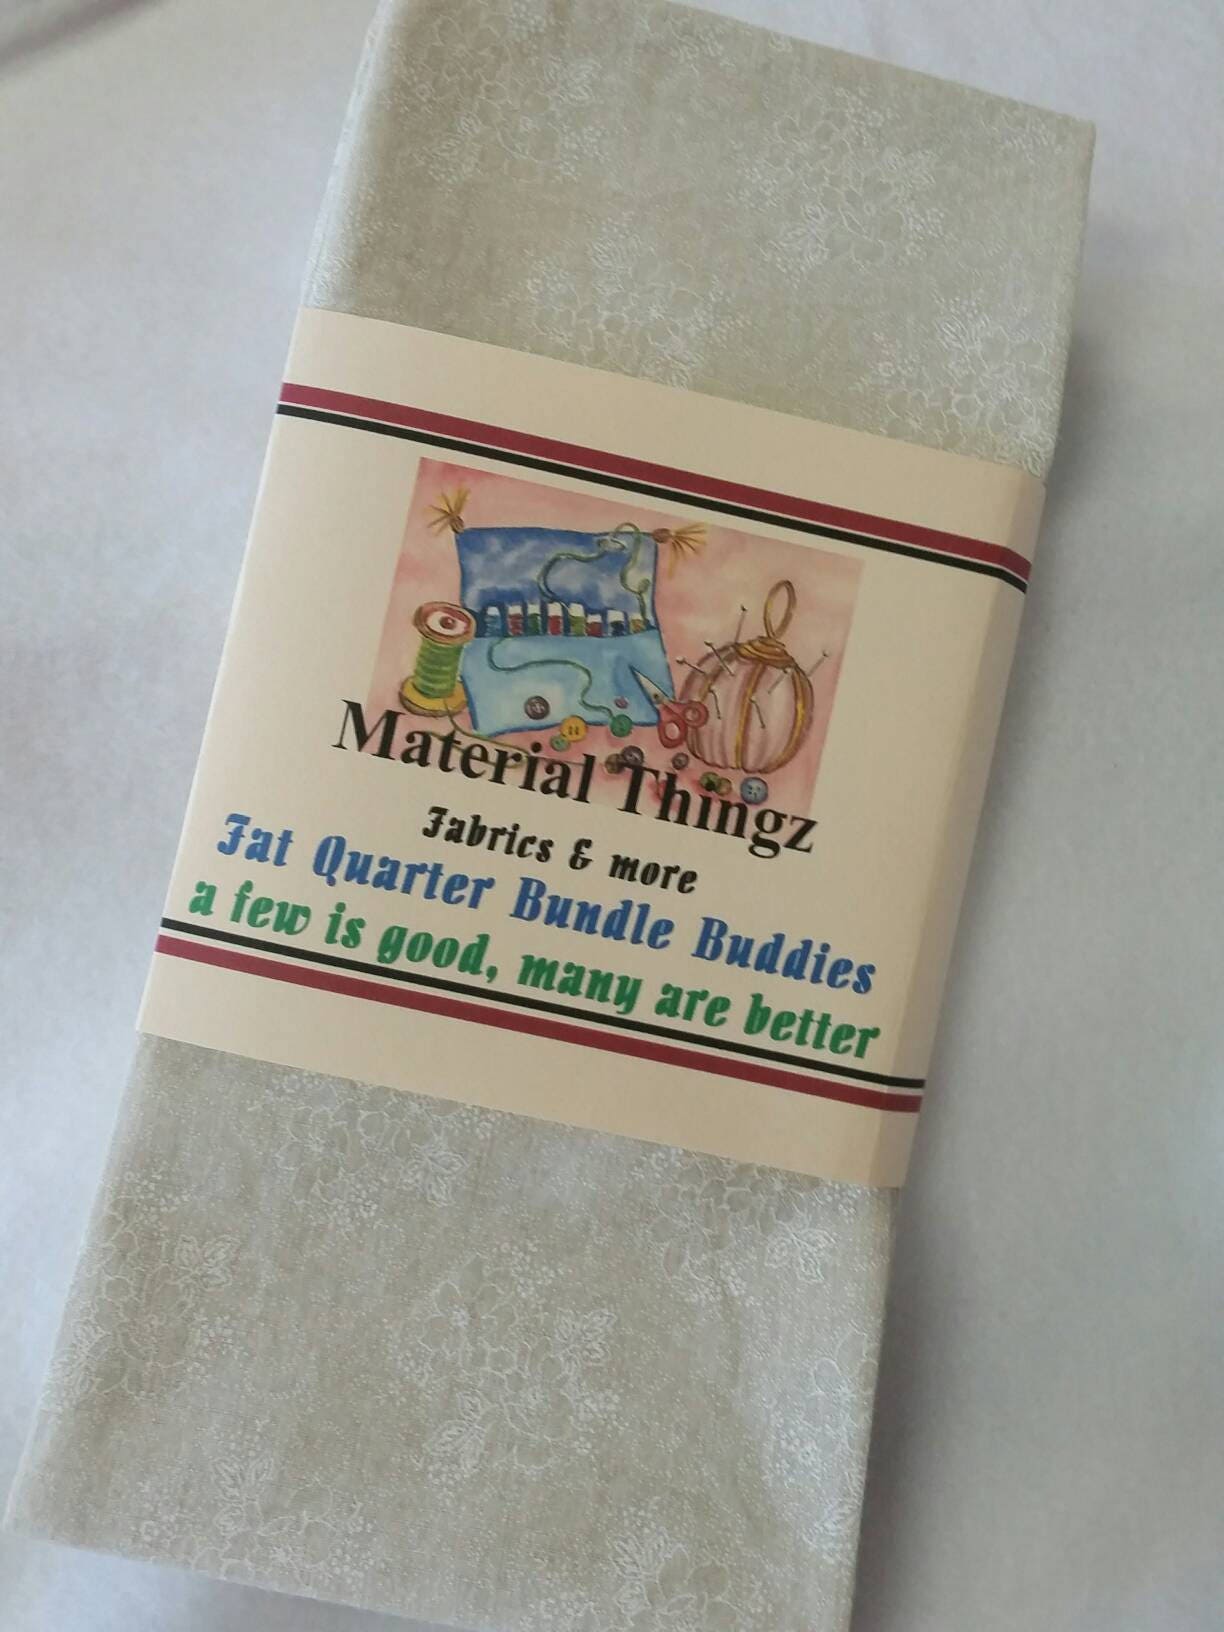 Material Thingz
Fabrics & more
Fat Quarter Bundle Buddies
a few is good, many are better